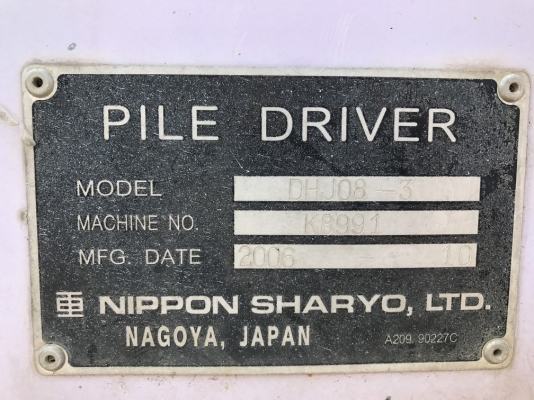 PILE DRIVER
MODEL DHJ08-3
MACHINE NO. K8991
MFG. DATE 2006 - 10
NIPPON SHARYO, LTD.
NAGOYA, JAPAN A209 90227C